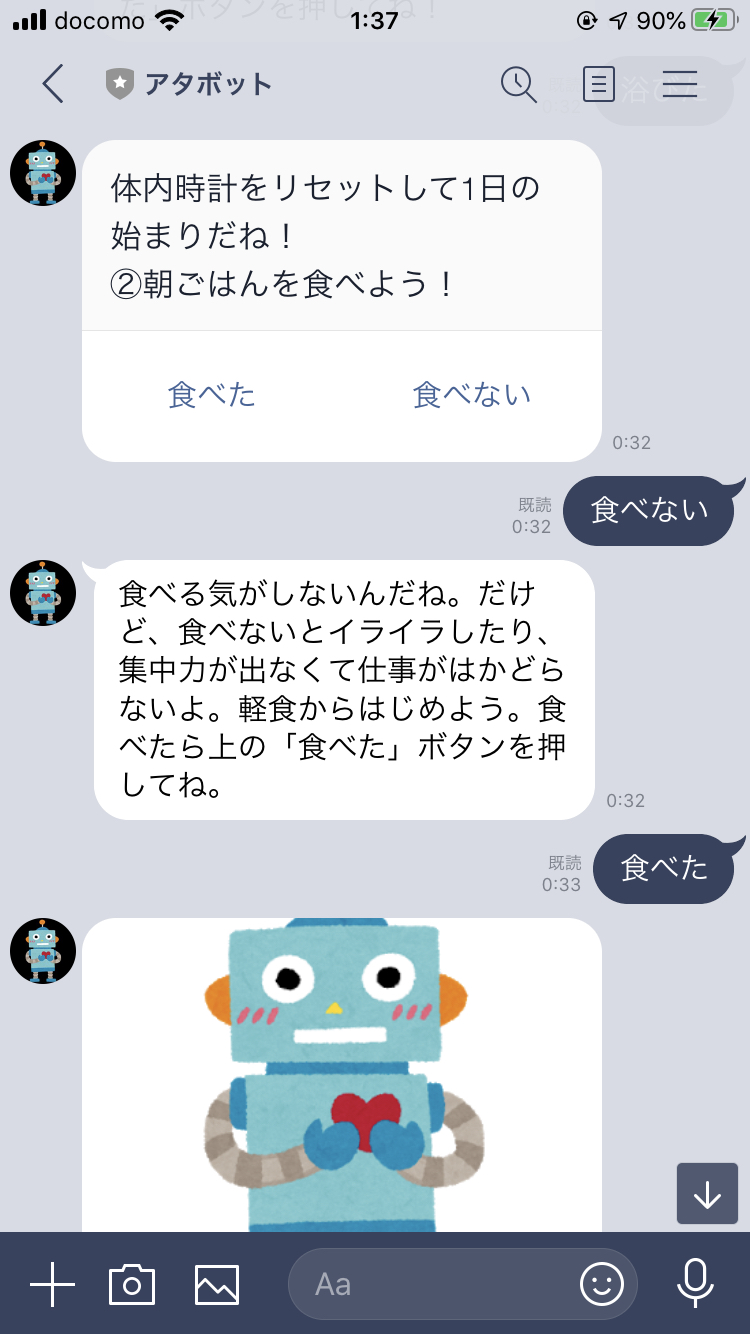 docomo 1:37 90%
アタボット
浴びた
体内時計をリセットして1日の
始まりだね！
②朝ごはんを食べよう！
食べた 食べない
0:32
既読
0:32
食べない
食べる気がしないんだね。だけ
ど、食べないとイライラしたり、
集中力が出なくて仕事がはかどら
ないよ。軽食からはじめよう。食
べたら上の「食べた」ボタンを押
してね。
0:32
既読
0:33
食べた
Aa